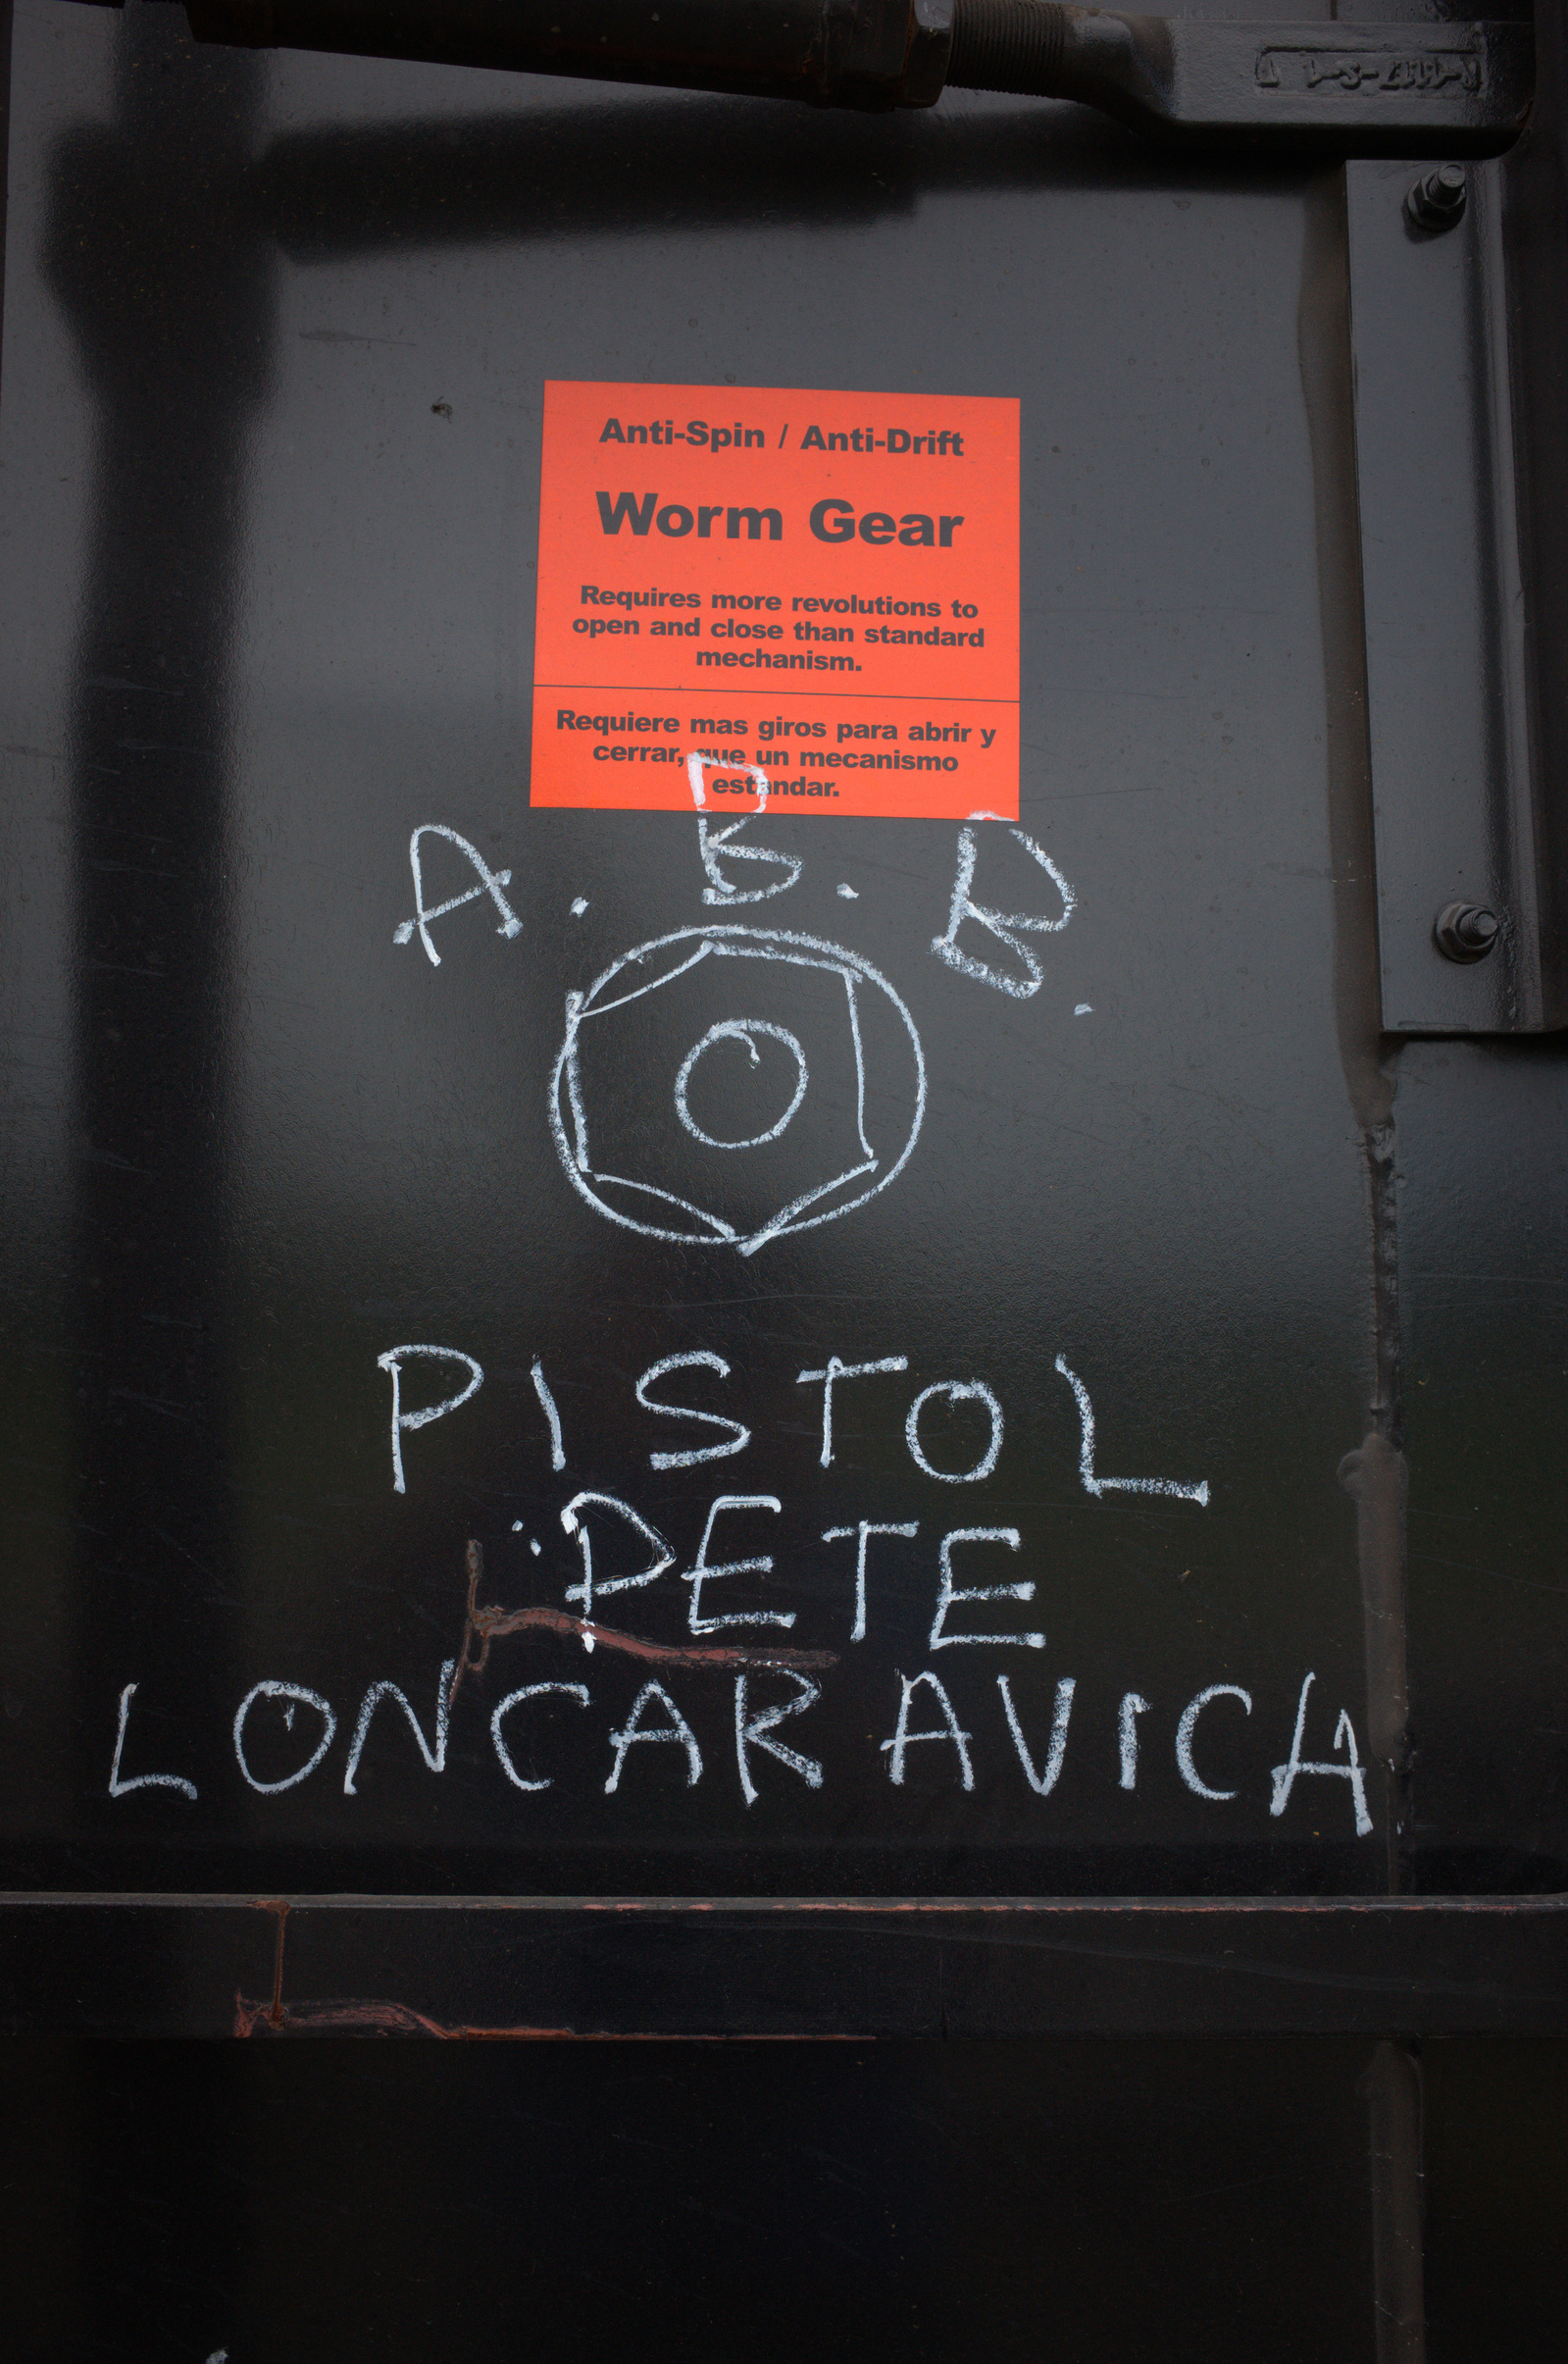 Anti-Spin / Anti-Drift
Worm Gear
Requires more revolutions to
open and close than standard
mechanism.
Requiere mas giros para abrir y
cerrar, que un mecanismo
estandar.
A. B. B.
PISTOL
PETE
LONCARAVICH